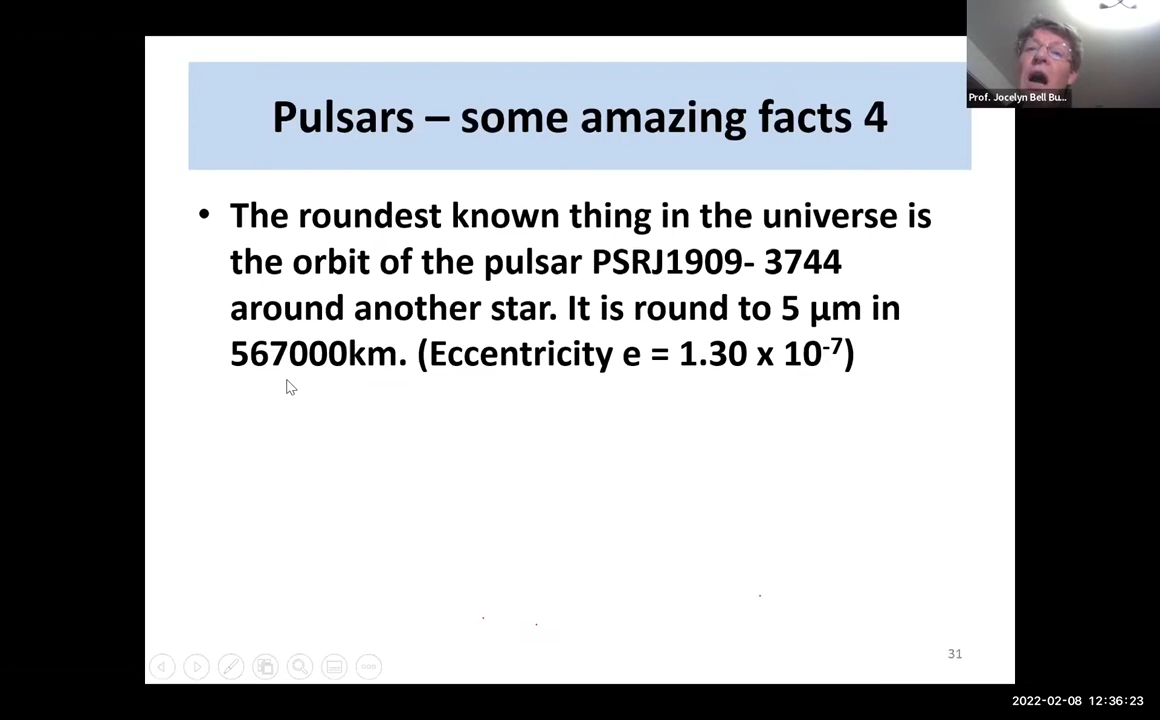 Prof. Jocelyn Bell Bu...
Pulsars – some amazing facts 4
• The roundest known thing in the universe is
the orbit of the pulsar PSRJ1909- 3744
around another star. It is round to 5 µm in
567000km. (Eccentricity e = 1.30 x 10⁻⁷)
31
2022-02-08 12:36:23